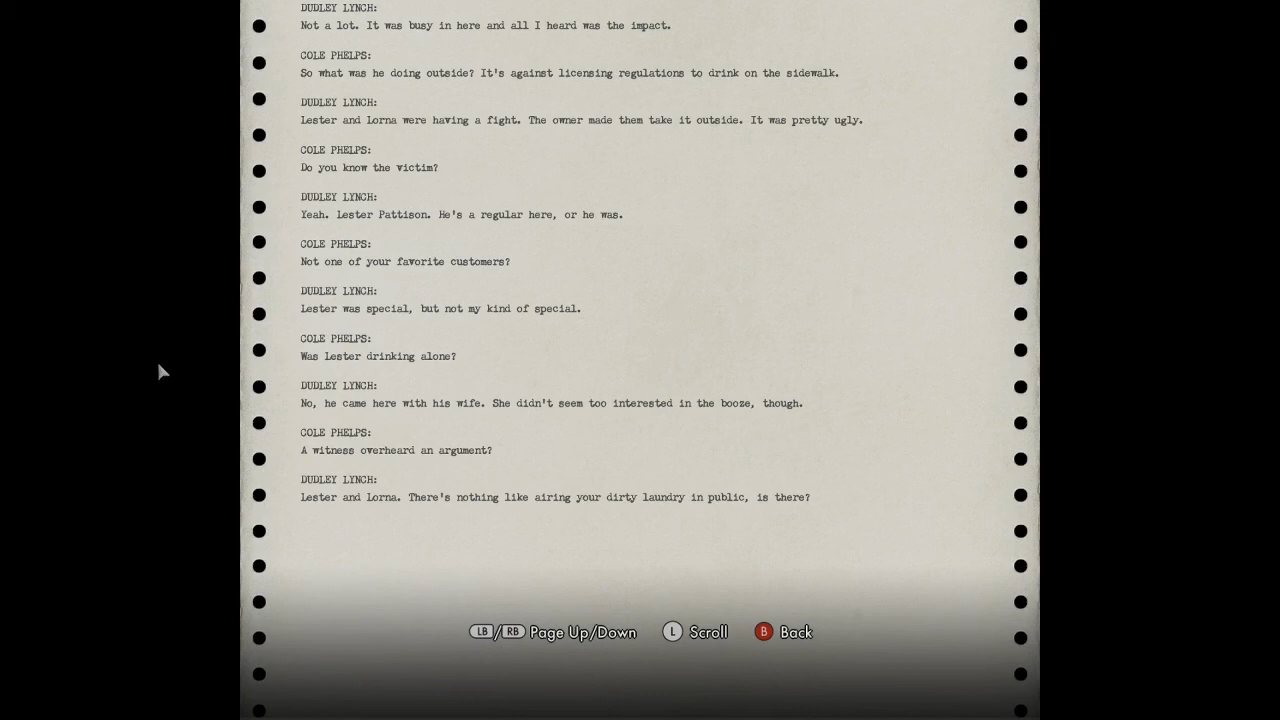 DUDLEY LYNCH:
Not a lot. It was busy in here and all I heard was the impact.
COLE PHELPS:
So what was he doing outside? It's against licensing regulations to drink on the sidewalk.
DUDLEY LYNCH:
Lester and Lorna were having a fight. The owner made them take it outside. It was pretty ugly.
COLE PHELPS:
Do you know the victim?
DUDLEY LYNCH:
Yeah. Lester Pattison. He's a regular here, or he was.
COLE PHELPS:
Not one of your favorite customers?
DUDLEY LYNCH:
Lester was special, but not my kind of special.
COLE PHELPS:
Was Lester drinking alone?
DUDLEY LYNCH:
No, he came here with his wife. She didn't seem too interested in the booze, though.
COLE PHELPS:
A witness overheard an argument?
DUDLEY LYNCH:
Lester and Lorna. There's nothing like airing your dirty laundry in public, is there?
LB/RB Page Up/Down L Scroll B Back